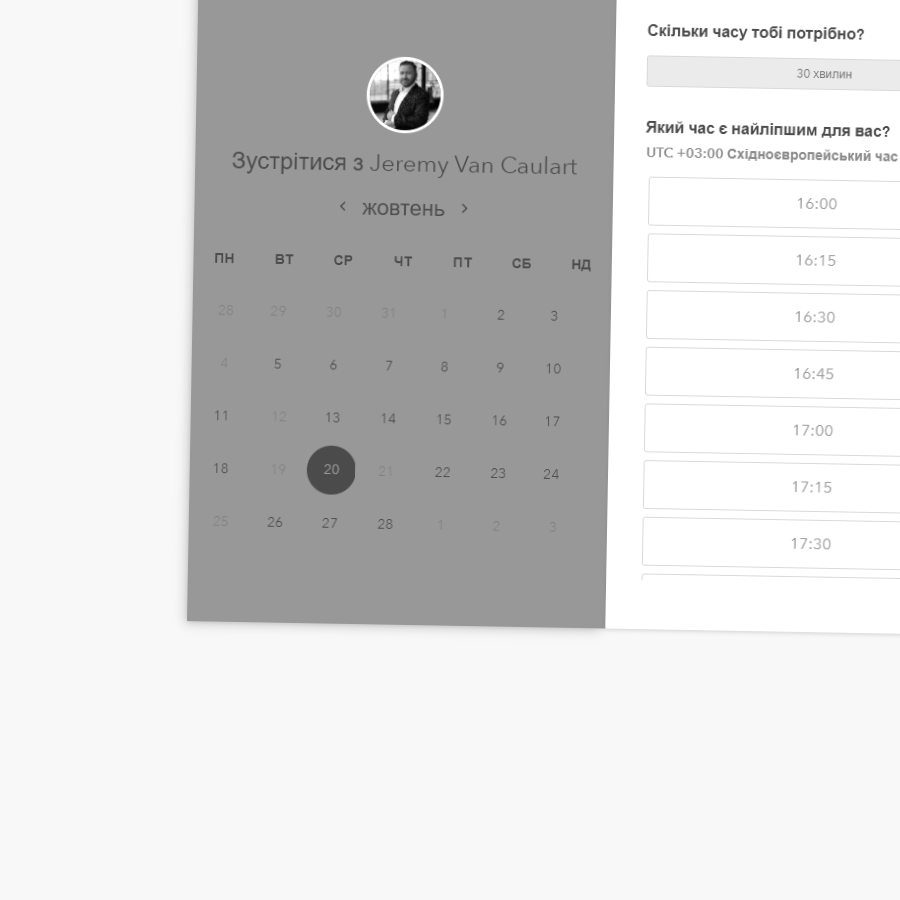 Зустрітися з Jeremy Van Caulart
‹ жовтень ›
ПН ВТ СР ЧТ ПТ СБ НД
28 29 30 31 1 2 3
4 5 6 7 8 9 10
11 12 13 14 15 16 17
18 19 20 21 22 23 24
25 26 27 28 1 2 3
Скільки часу тобі потрібно?
30 хвилин
Який час є найліпшим для вас?
UTC +03:00 Східноєвропейський час
16:00
16:15
16:30
16:45
17:00
17:15
17:30